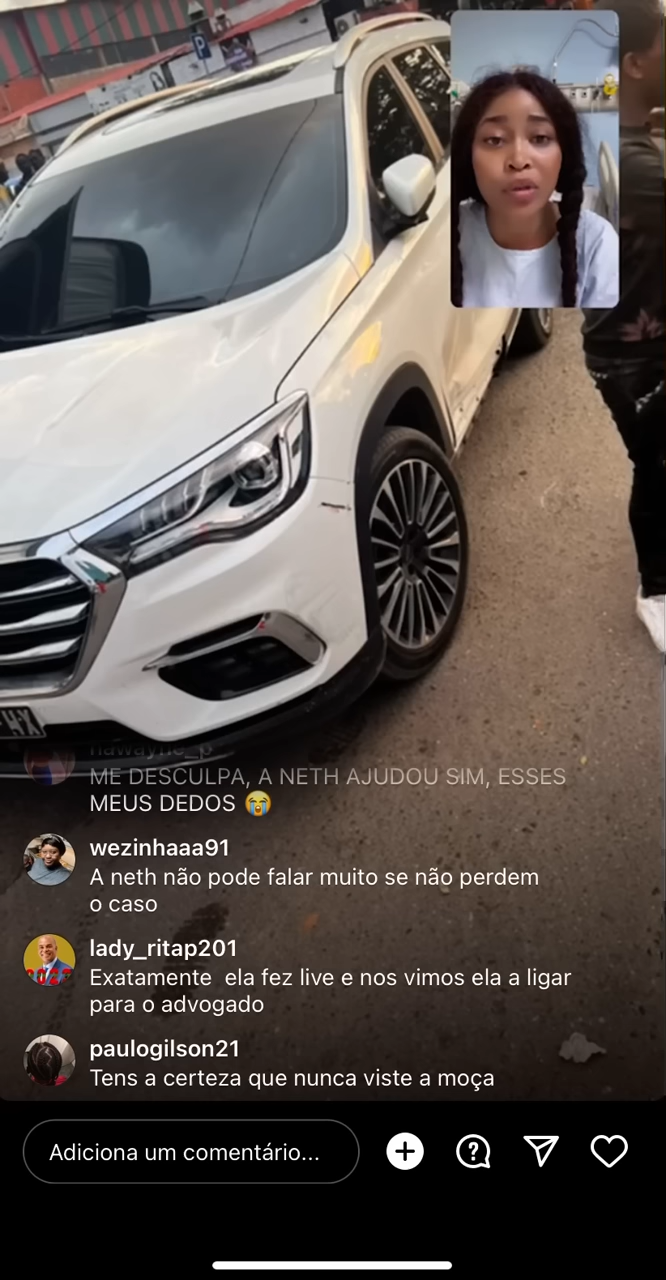 P
HX
nawayne_p
ME DESCULPA, A NETH AJUDOU SIM, ESSES
MEUS DEDOS 😭
wezinhaaa91
A neth não pode falar muito se não perdem
o caso
lady_ritap201
Exatamente  ela fez live e nos vimos ela a ligar
para o advogado
paulogilson21
Tens a certeza que nunca viste a moça
Adiciona um comentário...